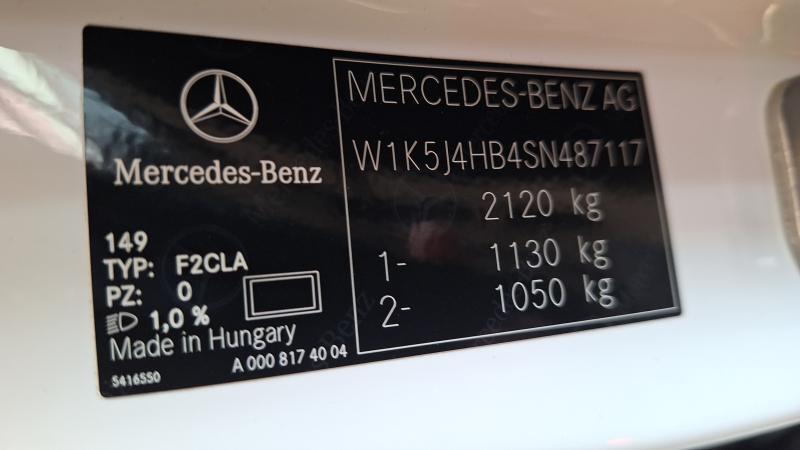 Mercedes-Benz
149
TYP: F2CLA
PZ: 0
1,0 %
Made in Hungary
A 000 817 40 04
5416550
MERCEDES-BENZ AG
W1K5J4HB4SN487117
2120 kg
1- 1130 kg
2- 1050 kg